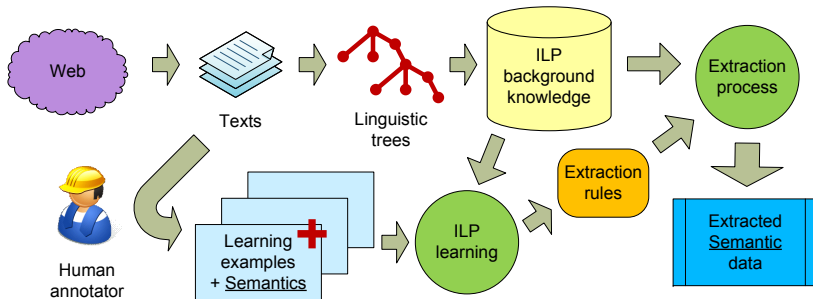 Web
Texts
Linguistic
trees
ILP
background
knowledge
Extraction
process
Human
annotator
Learning
examples
+ Semantics
ILP
learning
Extraction
rules
Extracted
Semantic
data